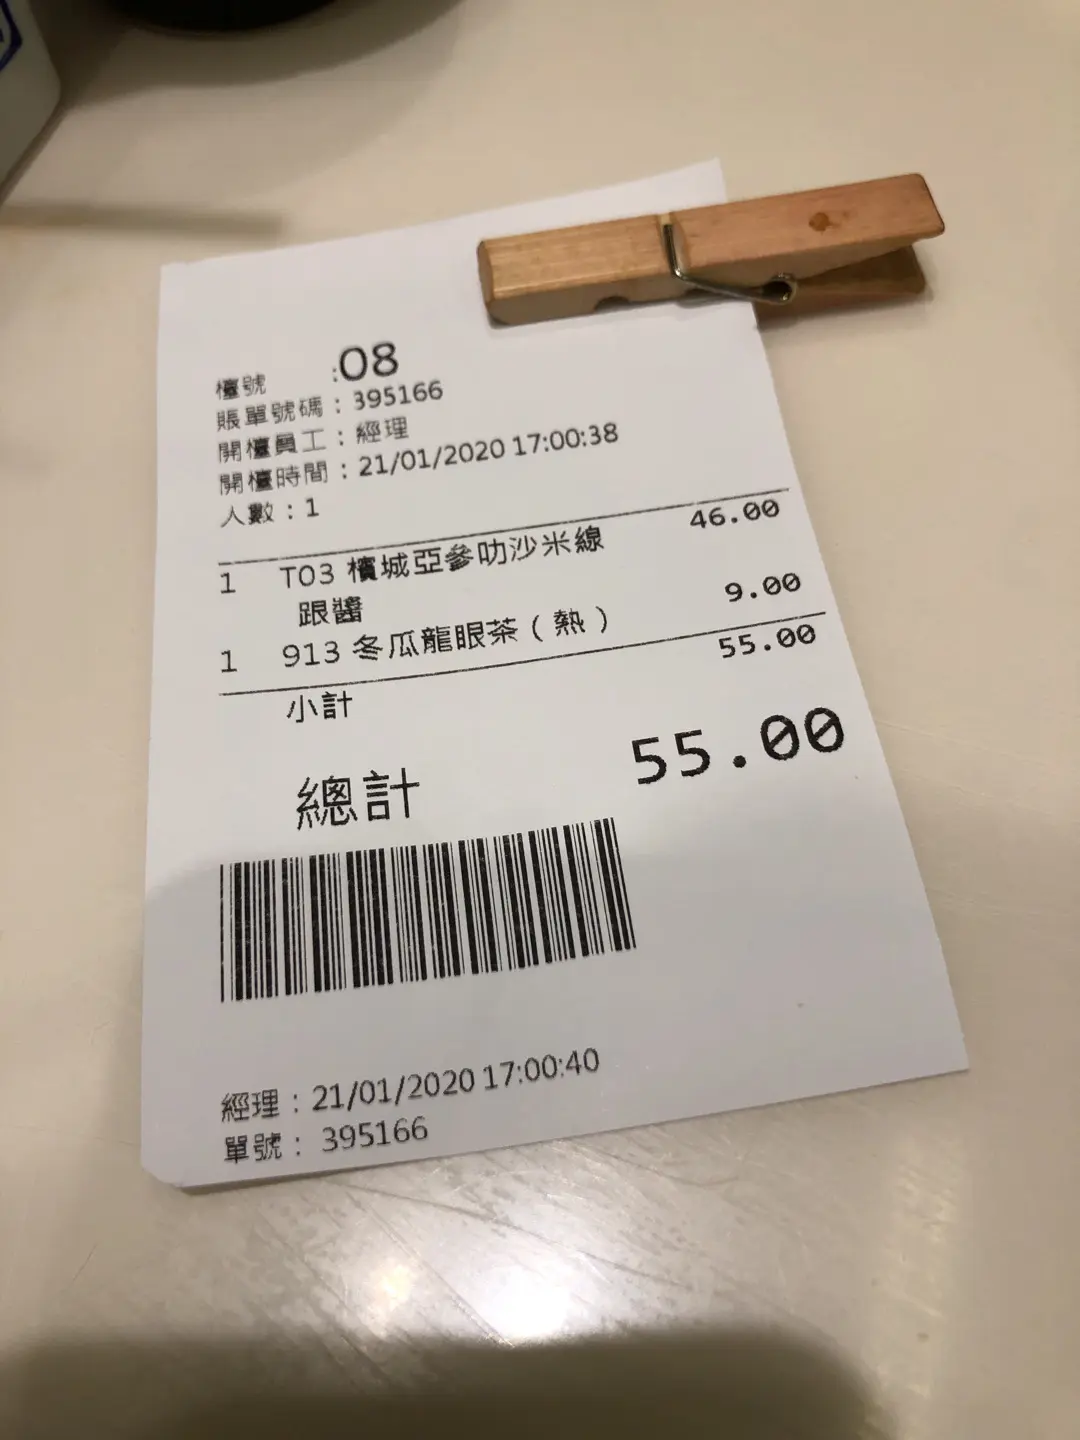 檯號 :08
賬單號碼：395166
開檯員工：經理
開檯時間：21/01/2020 17:00:38
人數：1
1 T03 檳城亞參叻沙米線 46.00
跟醬
1 913 冬瓜龍眼茶（熱） 9.00
小計 55.00
總計 55.00
經理：21/01/2020 17:00:40
單號：395166